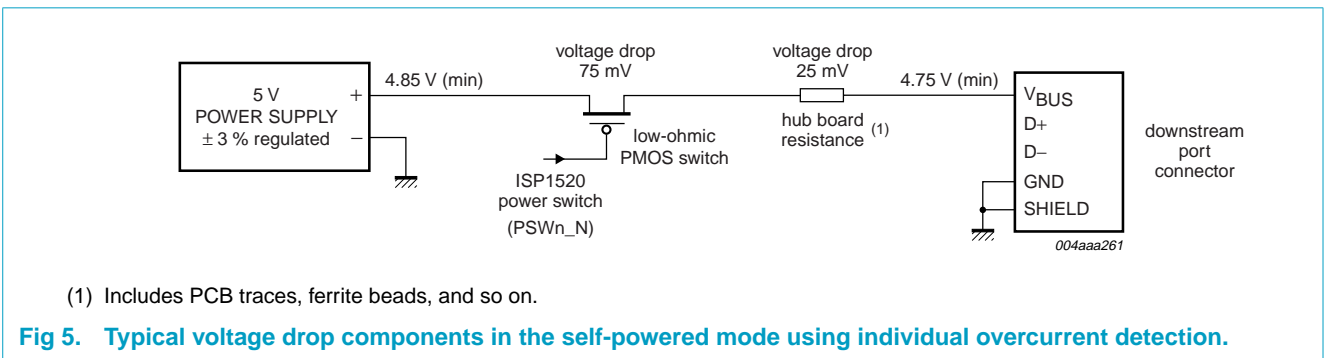 5 V
POWER SUPPLY
± 3 % regulated
+
−
4.85 V (min)
voltage drop
75 mV
low-ohmic
PMOS switch
ISP1520
power switch
(PSWn_N)
voltage drop
25 mV
hub board
resistance (1)
4.75 V (min)
VBUS
D+
D−
GND
SHIELD
downstream
port
connector
004aaa261
(1) Includes PCB traces, ferrite beads, and so on.
Fig 5. Typical voltage drop components in the self-powered mode using individual overcurrent detection.